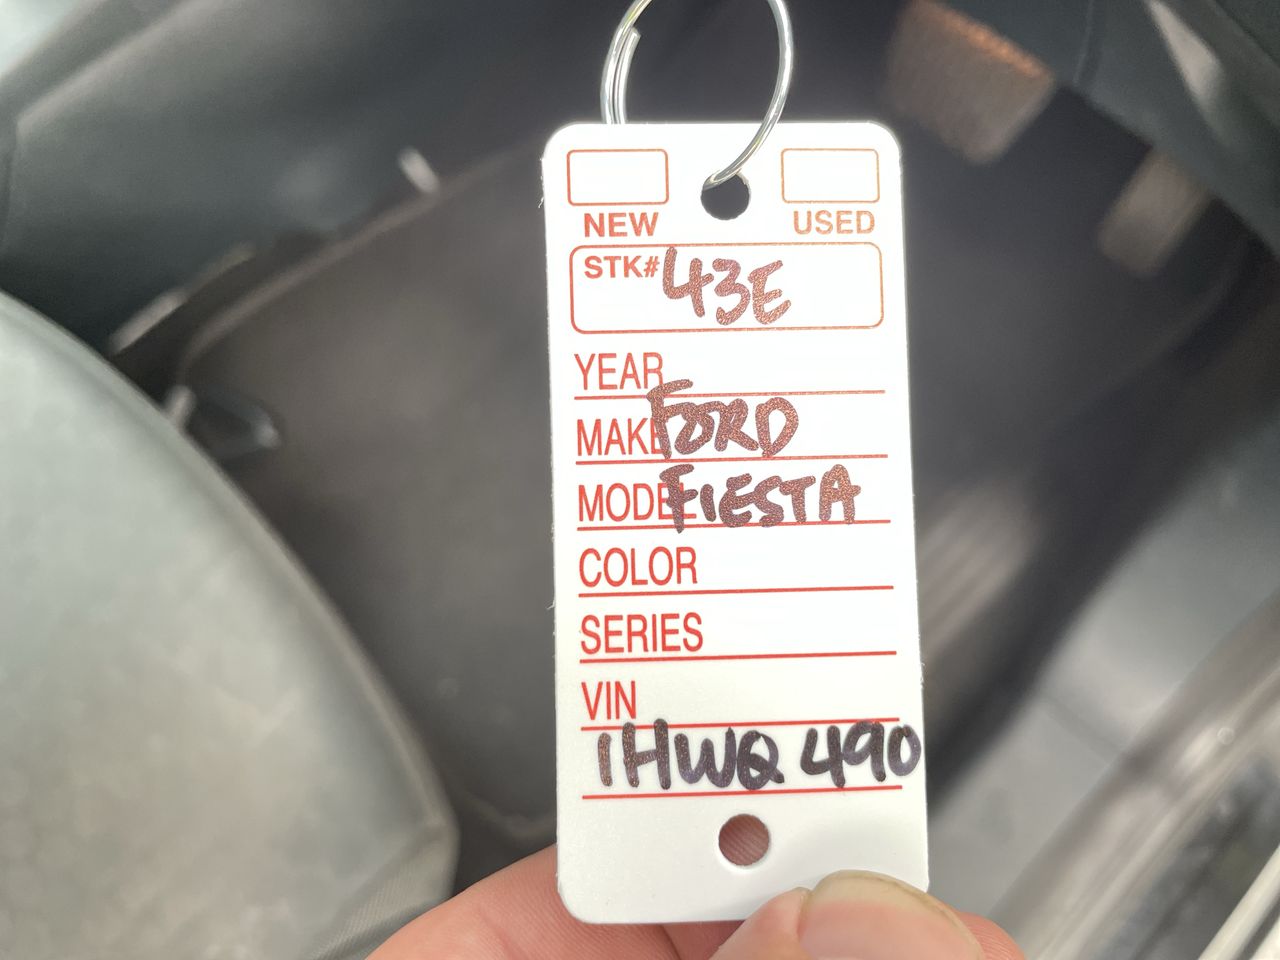 NEW USED
STK# 43E
YEAR
MAKE FORD
MODEL FIESTA
COLOR
SERIES
VIN
1HWQ 490